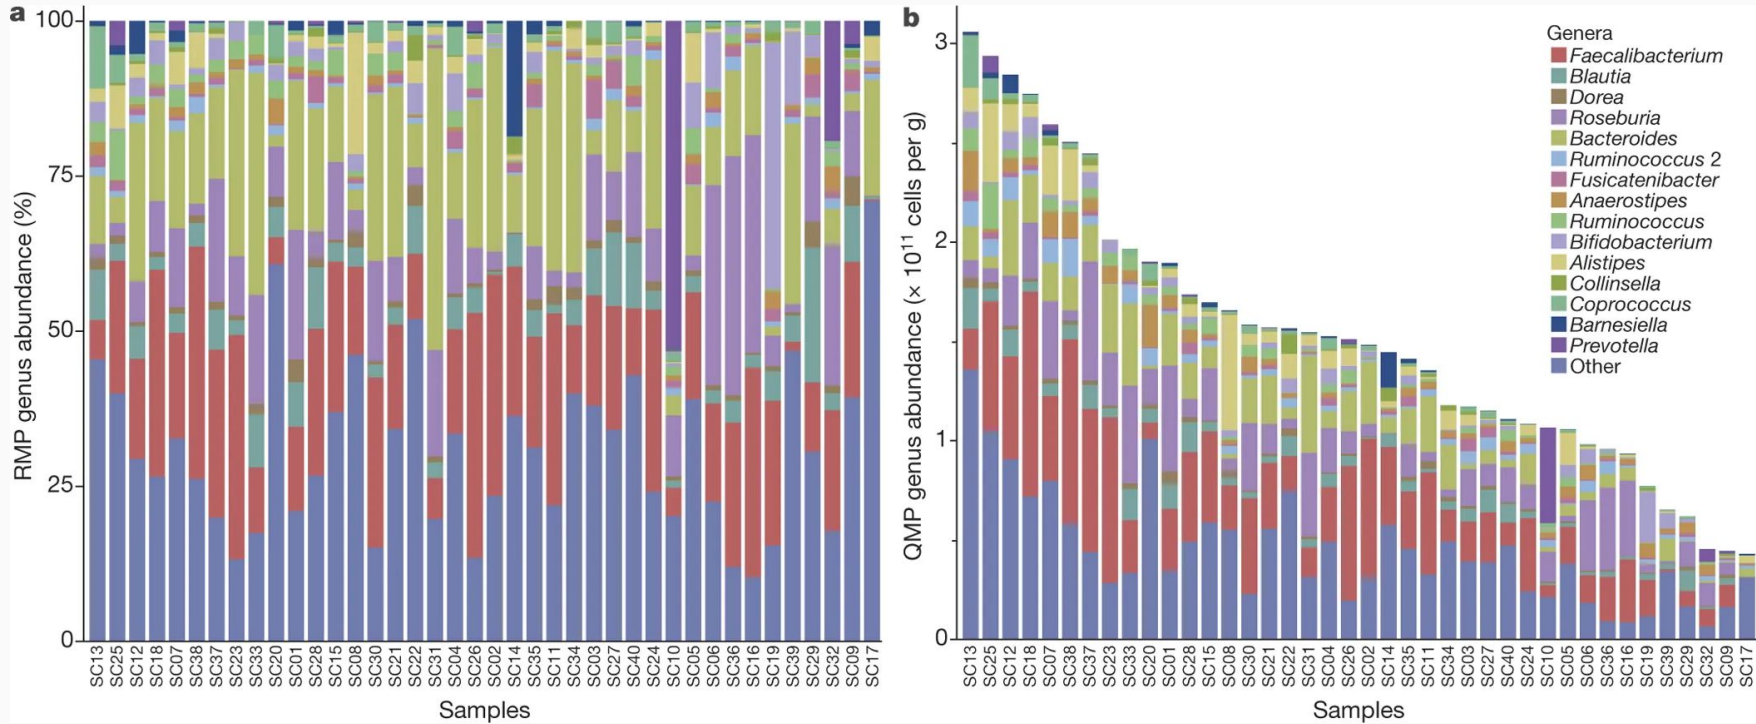 a
100
75
50
25
0
RMP genus abundance (%)
SC13 SC25 SC12 SC18 SC07 SC38 SC37 SC23 SC33 SC20 SC01 SC28 SC15 SC08 SC30 SC21 SC22 SC31 SC04 SC26 SC02 SC14 SC35 SC11 SC34 SC03 SC27 SC40 SC24 SC10 SC05 SC06 SC36 SC16 SC19 SC39 SC29 SC32 SC09 SC17
Samples
b
3
2
1
0
QMP genus abundance (× 10¹¹ cells per g)
SC13 SC25 SC12 SC18 SC07 SC38 SC37 SC23 SC33 SC20 SC01 SC28 SC15 SC08 SC30 SC21 SC22 SC31 SC04 SC26 SC02 SC14 SC35 SC11 SC34 SC03 SC27 SC40 SC24 SC10 SC05 SC06 SC36 SC16 SC19 SC39 SC29 SC32 SC09 SC17
Samples
Genera
Faecalibacterium
Blautia
Dorea
Roseburia
Bacteroides
Ruminococcus 2
Fusicatenibacter
Anaerostipes
Ruminococcus
Bifidobacterium
Alistipes
Collinsella
Coprococcus
Barnesiella
Prevotella
Other